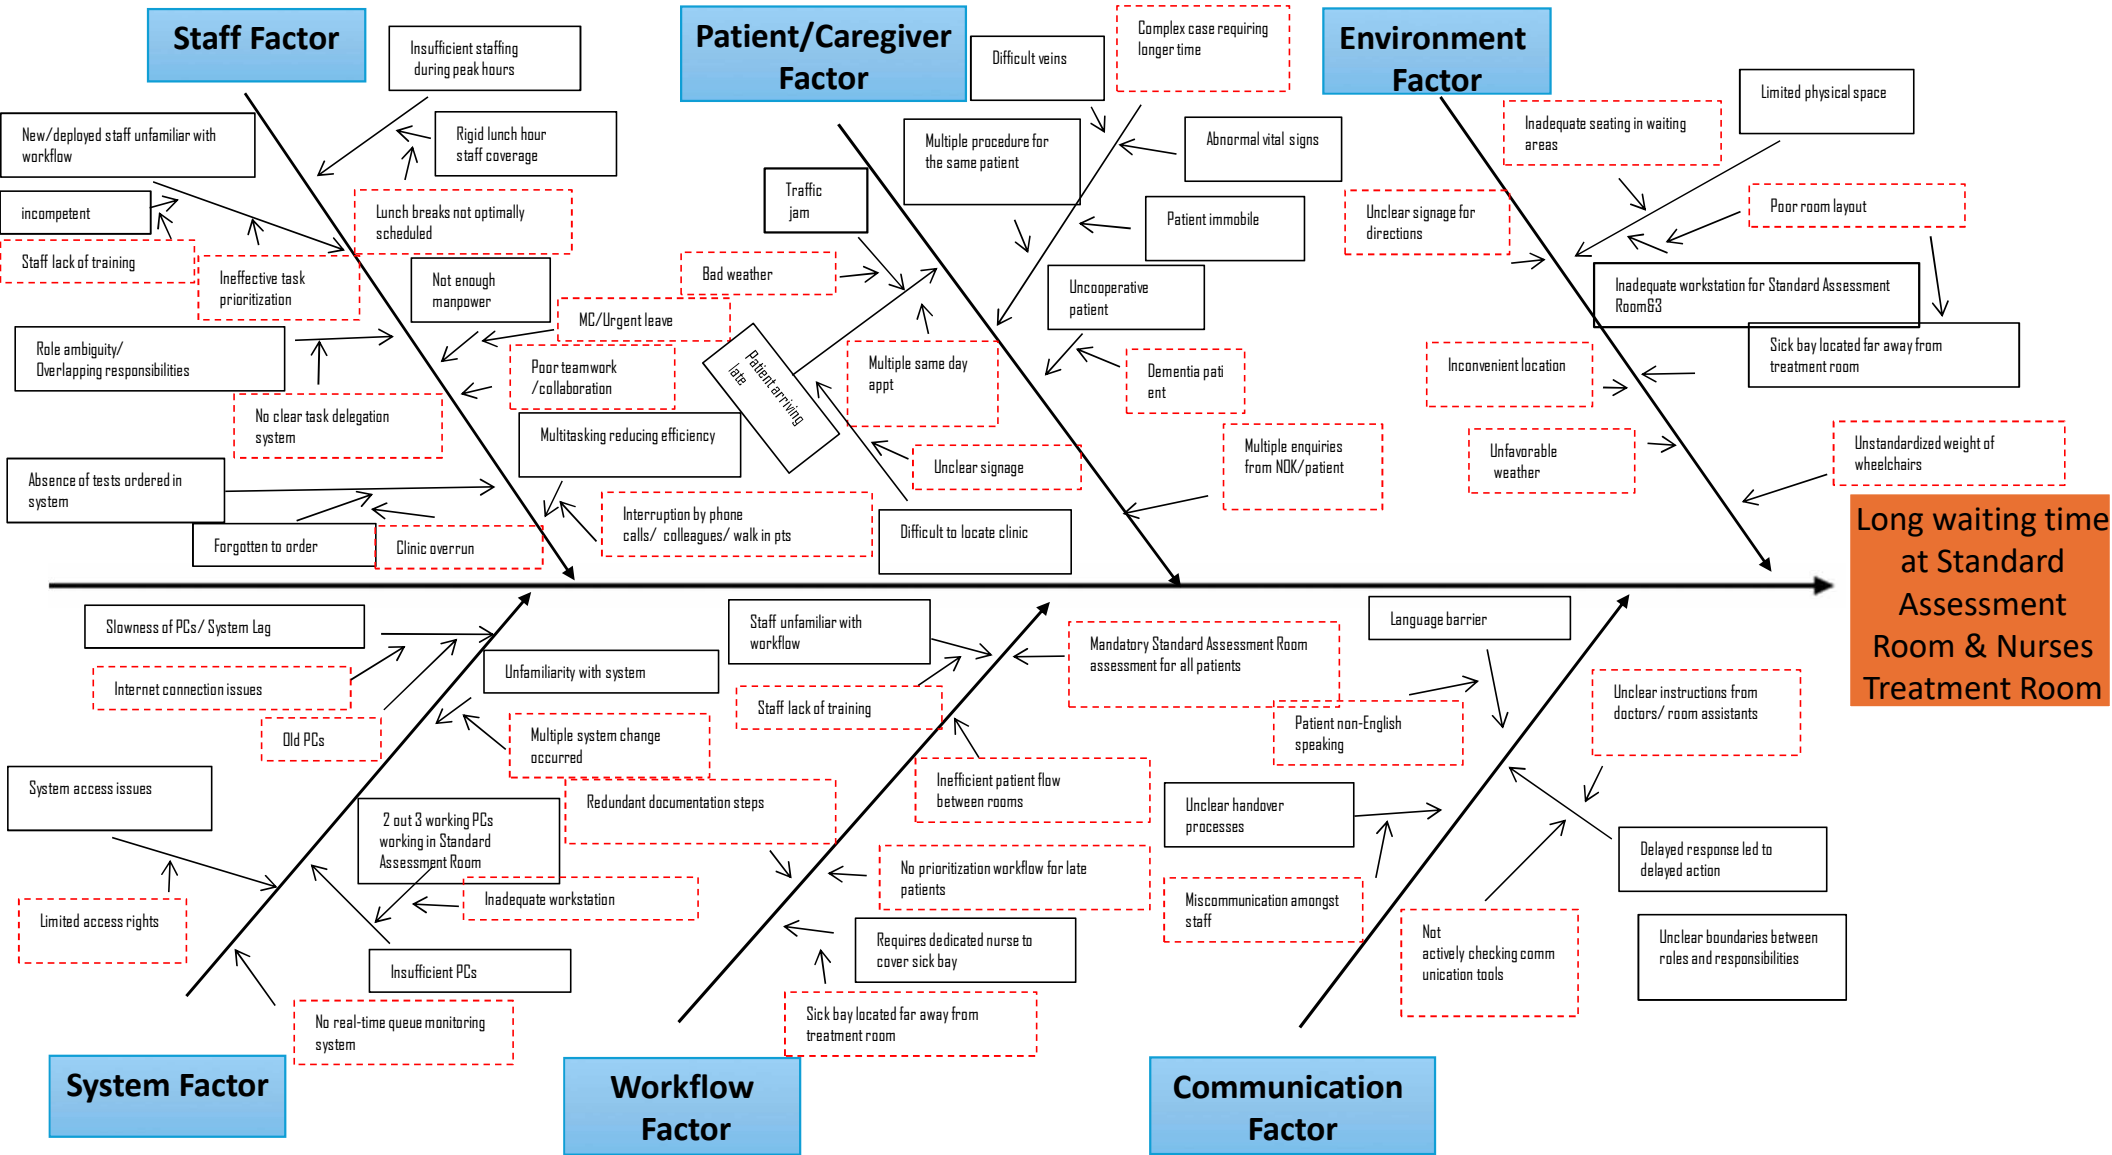 Staff Factor
Insufficient staffing
during peak hours
New/deployed staff unfamiliar with
workflow
Rigid lunch hour
staff coverage
incompetent
Lunch breaks not optimally
scheduled
Staff lack of training
Ineffective task
prioritization
Not enough
manpower
MC/Urgent leave
Role ambiguity/
Overlapping responsibilities
Poor teamwork
/collaboration
No clear task delegation
system
Multitasking reducing efficiency
Absence of tests ordered in
system
Interruption by phone
calls/ colleagues/ walk in pts
Forgotten to order
Clinic overrun
Patient/Caregiver
Factor
Difficult veins
Complex case requiring
longer time
Multiple procedure for
the same patient
Abnormal vital signs
Traffic
jam
Patient immobile
Bad weather
Uncooperative
patient
Patient arriving
late
Multiple same day
appt
Dementia pati
ent
Unclear signage
Multiple enquiries
from NOK/patient
Difficult to locate clinic
Environment
Factor
Limited physical space
Inadequate seating in waiting
areas
Unclear signage for
directions
Poor room layout
Inadequate workstation for Standard Assessment
Room&3
Sick bay located far away from
treatment room
Inconvenient location
Unfavorable
weather
Unstandardized weight of
wheelchairs
Long waiting time
at Standard
Assessment
Room & Nurses
Treatment Room
Slowness of PCs/ System Lag
Internet connection issues
Unfamiliarity with system
Old PCs
Multiple system change
occurred
System access issues
2 out 3 working PCs
working in Standard
Assessment Room
Inadequate workstation
Limited access rights
Insufficient PCs
No real-time queue monitoring
system
System Factor
Staff unfamiliar with
workflow
Mandatory Standard Assessment Room
assessment for all patients
Staff lack of training
Inefficient patient flow
between rooms
Redundant documentation steps
No prioritization workflow for late
patients
Requires dedicated nurse to
cover sick bay
Sick bay located far away from
treatment room
Workflow
Factor
Language barrier
Patient non-English
speaking
Unclear instructions from
doctors/ room assistants
Unclear handover
processes
Delayed response led to
delayed action
Miscommunication amongst
staff
Not
actively checking comm
unication tools
Unclear boundaries between
roles and responsibilities
Communication
Factor